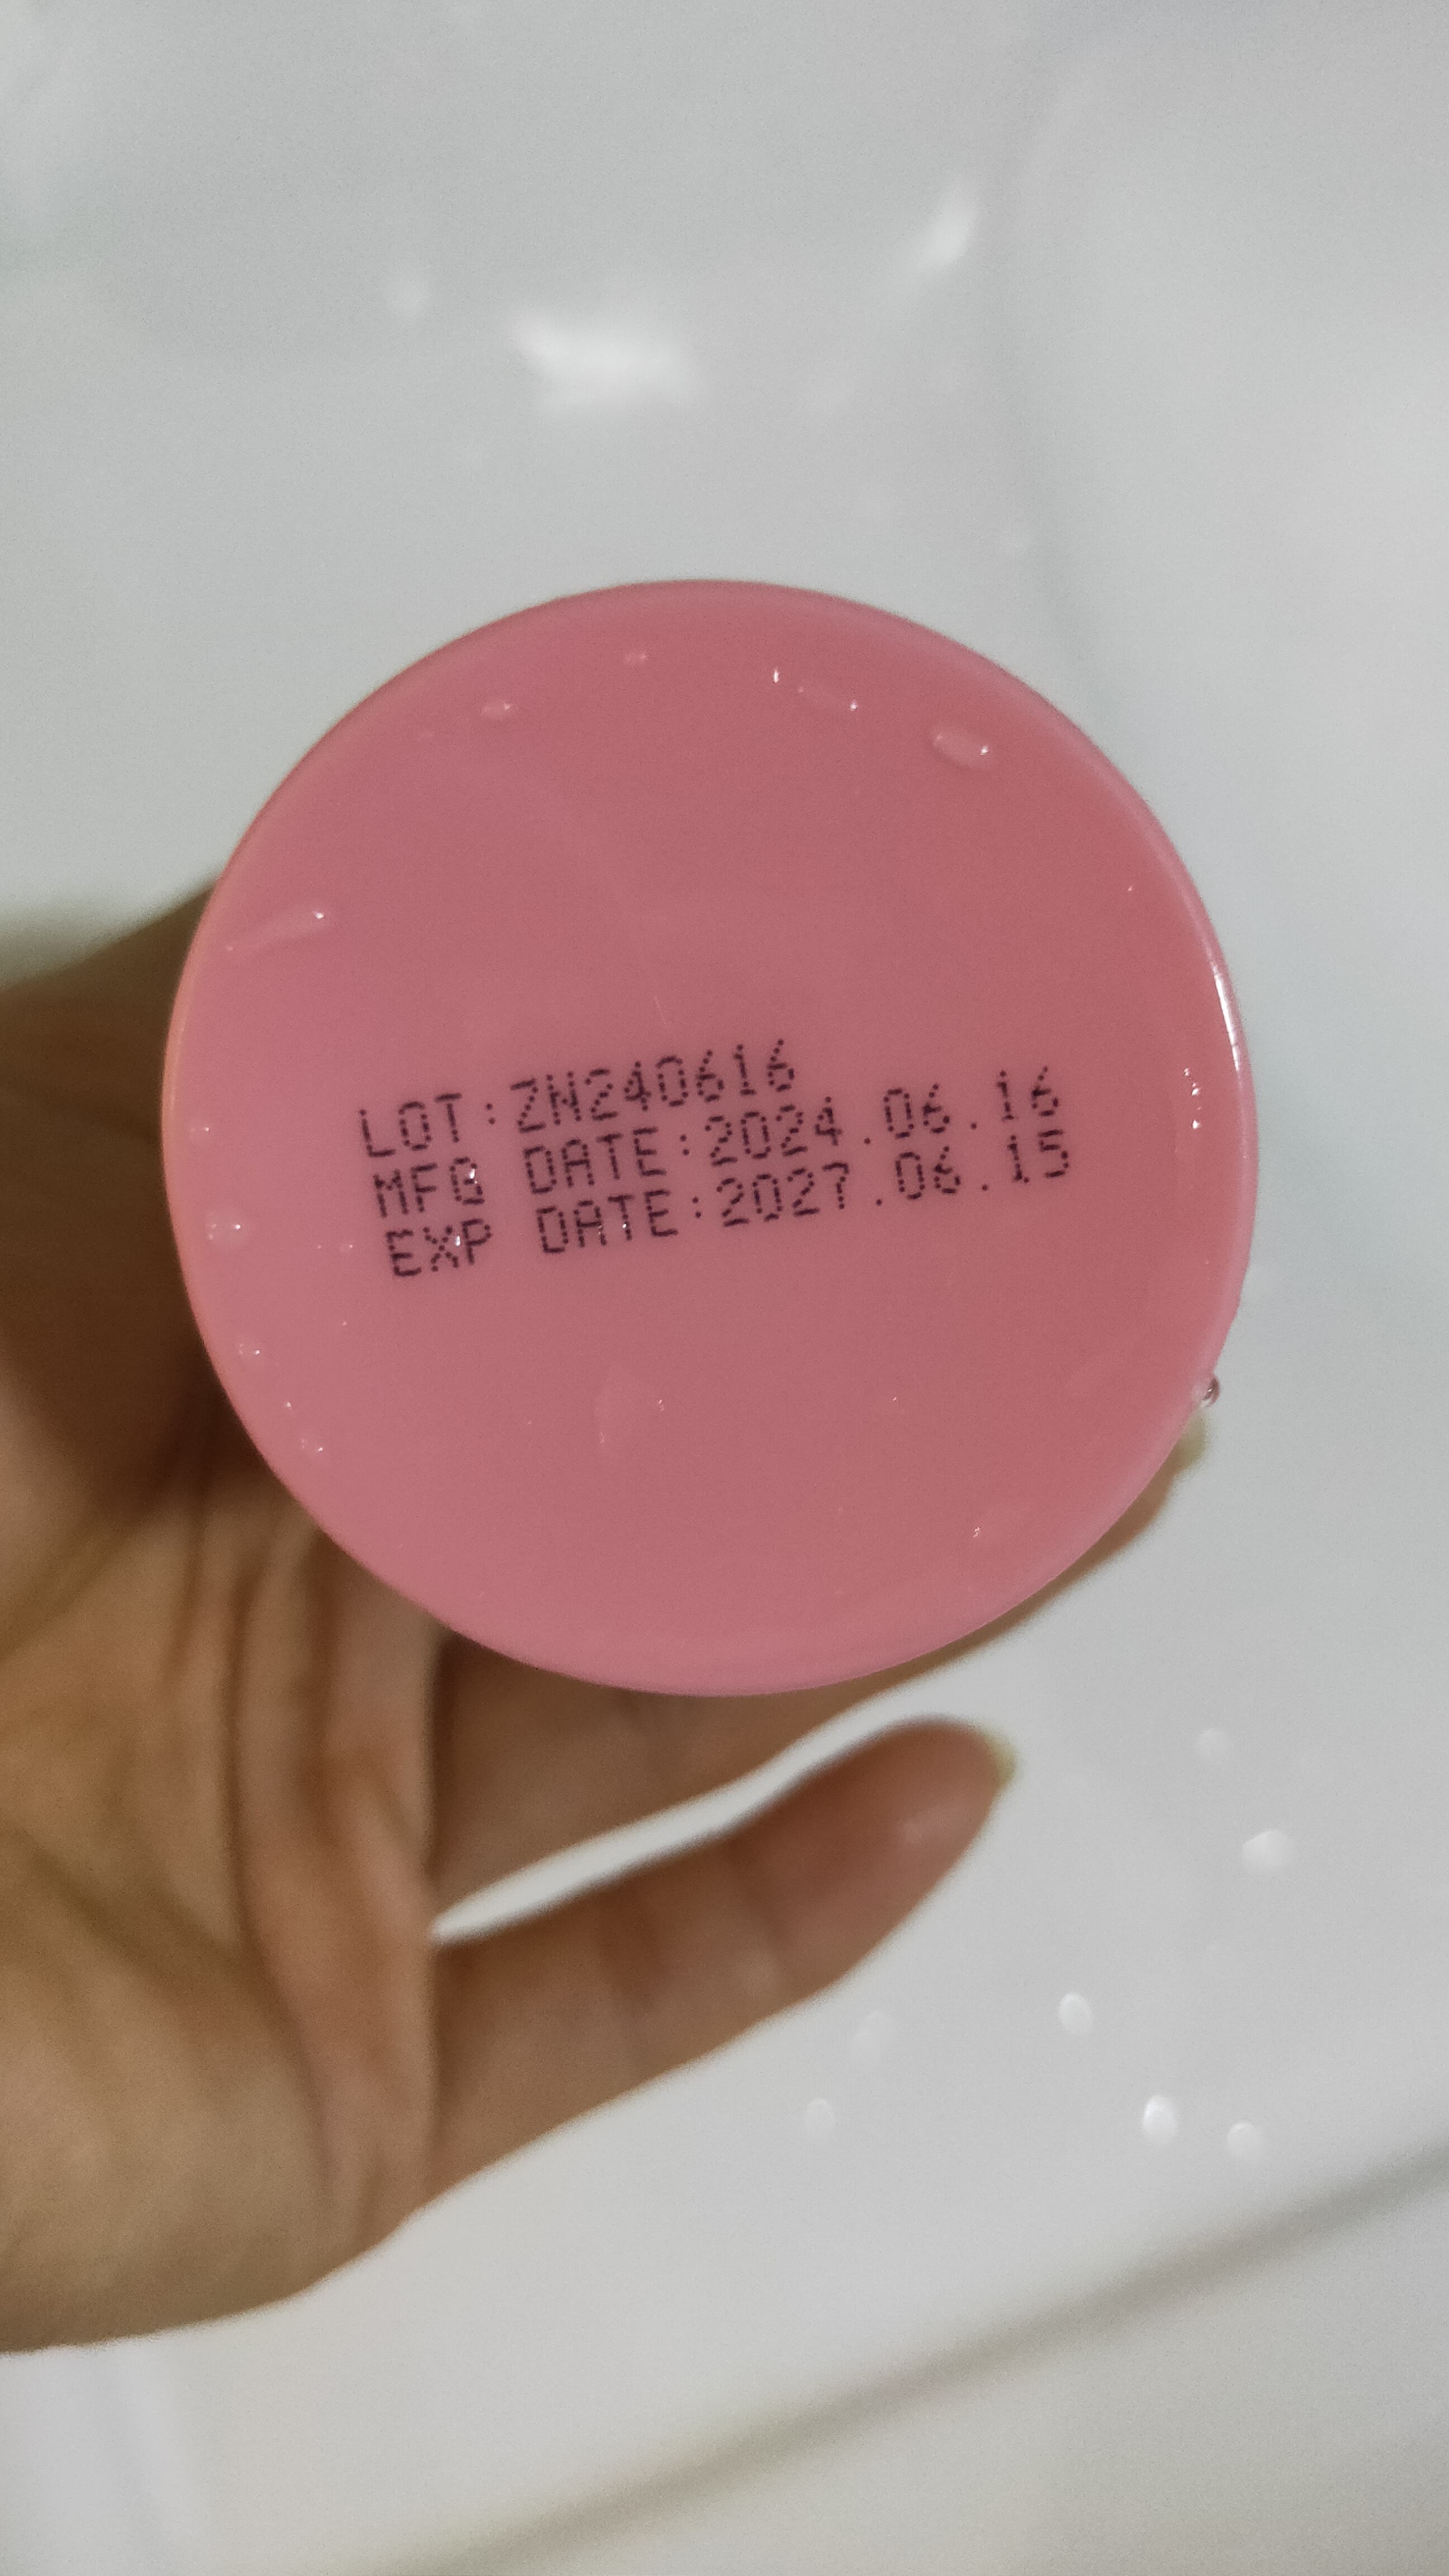 LOT:ZN240616
MFG DATE:2024.06.16
EXP DATE:2027.06.15